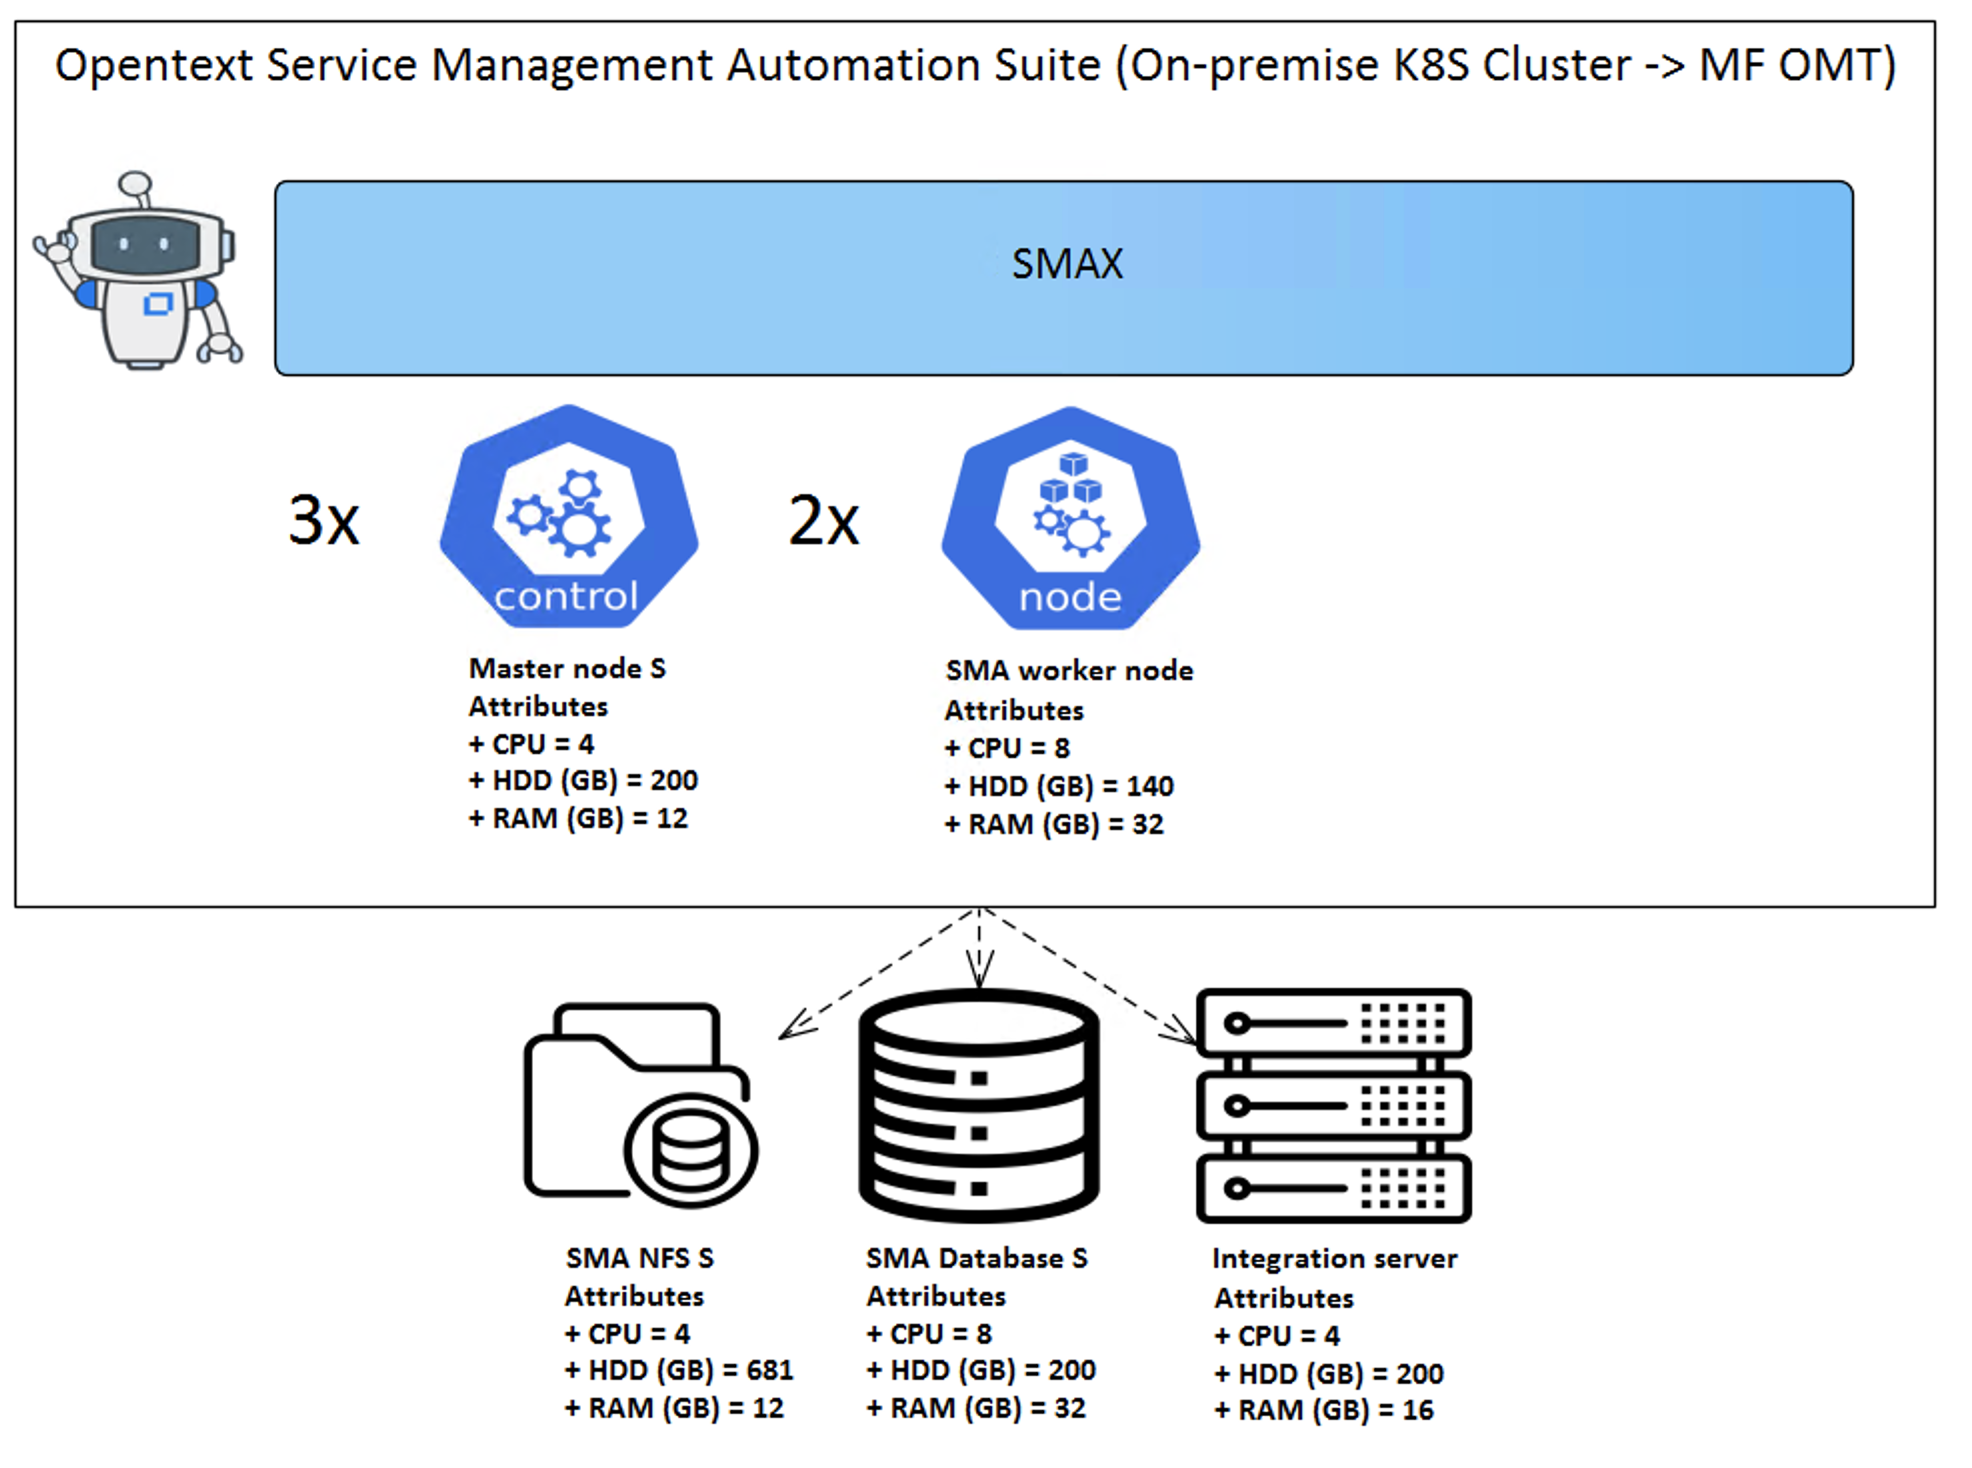 Opentext Service Management Automation Suite (On-premise K8S Cluster -> MF OMT)
SMAX
3x
control
2x
node
Master node S
Attributes
+ CPU = 4
+ HDD (GB) = 200
+ RAM (GB) = 12
SMA worker node
Attributes
+ CPU = 8
+ HDD (GB) = 140
+ RAM (GB) = 32
SMA NFS S
Attributes
+ CPU = 4
+ HDD (GB) = 681
+ RAM (GB) = 12
SMA Database S
Attributes
+ CPU = 8
+ HDD (GB) = 200
+ RAM (GB) = 32
Integration server
Attributes
+ CPU = 4
+ HDD (GB) = 200
+ RAM (GB) = 16